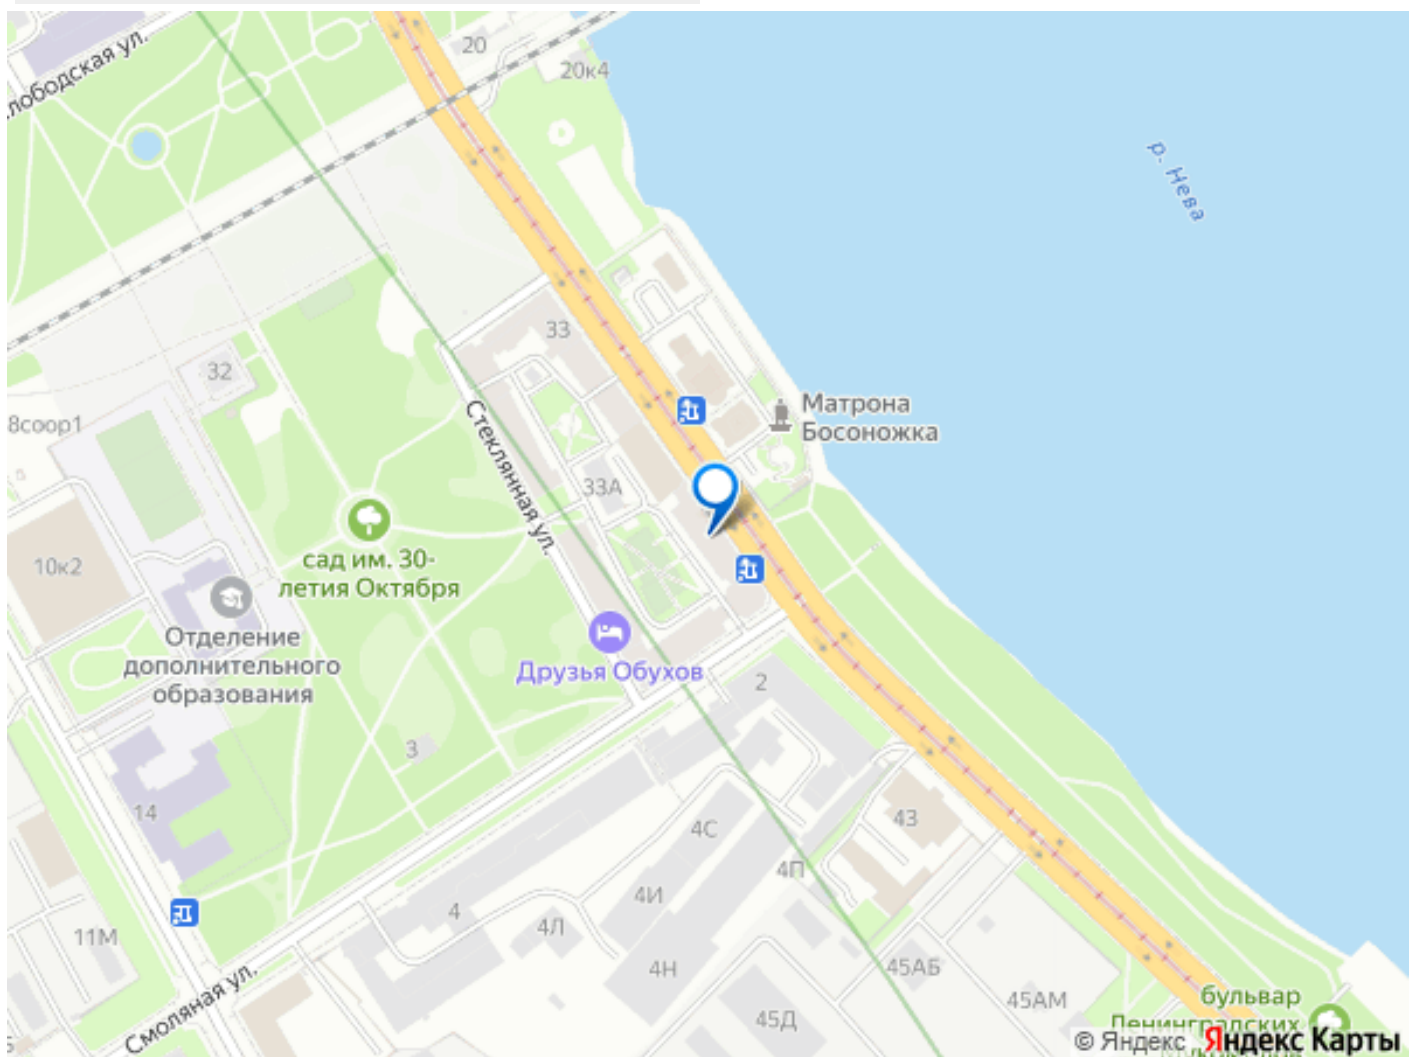 20
20к4
лободская ул.
р. Нева
33
32
8соор1
Матрона
Босоножка
Стеклянная ул.
33А
сад им. 30-
летия Октября
10к2
Отделение
дополнительного
образования
Друзья Обухов
2
3
14
43
4С
4П
4И
4
4Л
11М
4Н
45АБ
45АМ
45Д
Смоляная ул.
бульвар
Ленинградских
© Яндекс Яндекс Карты